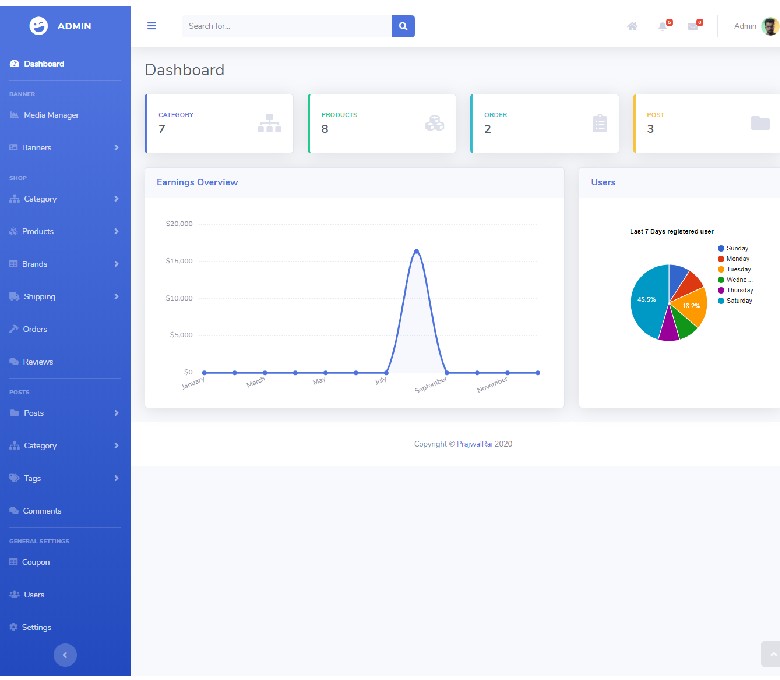 ADMIN
Search for...
Admin
Dashboard
BANNER
Media Manager
Banners
SHOP
Category
Products
Brands
Shipping
Orders
Reviews
POSTS
Posts
Category
Tags
Comments
GENERAL SETTINGS
Coupon
Users
Settings
Dashboard
CATEGORY
7
PRODUCTS
8
ORDER
2
POST
3
Earnings Overview
$20,000
$15,000
$10,000
$5,000
$0
January
March
May
July
September
November
Users
Last 7 Days registered user
Sunday
Monday
Tuesday
Wedne...
Thursday
Saturday
45.5%
18.2%
Copyright © Prajwal Rai 2020